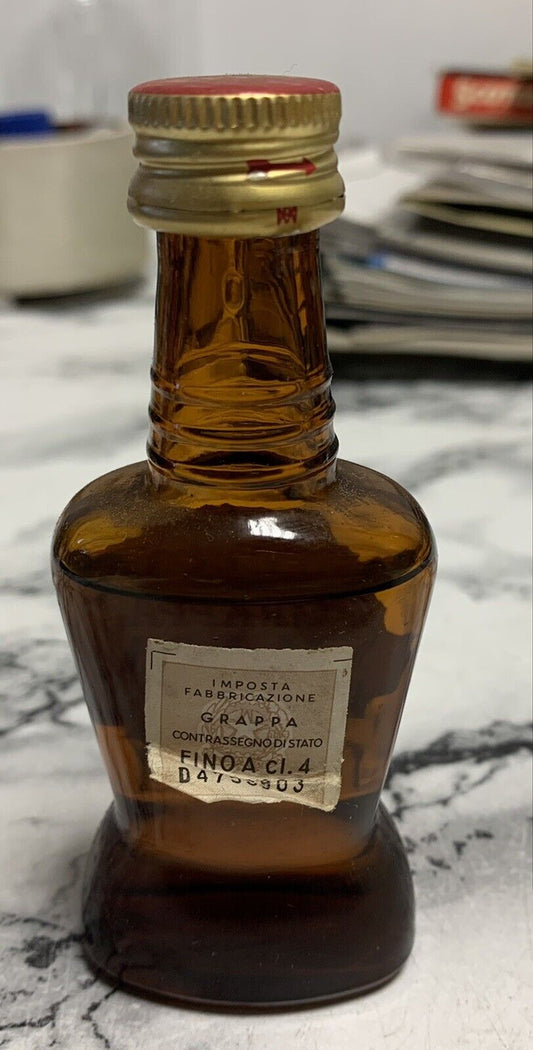 IMPOSTA
FABBRICAZIONE
GRAPPA
CONTRASSEGNO DI STATO
FINO A cl. 4